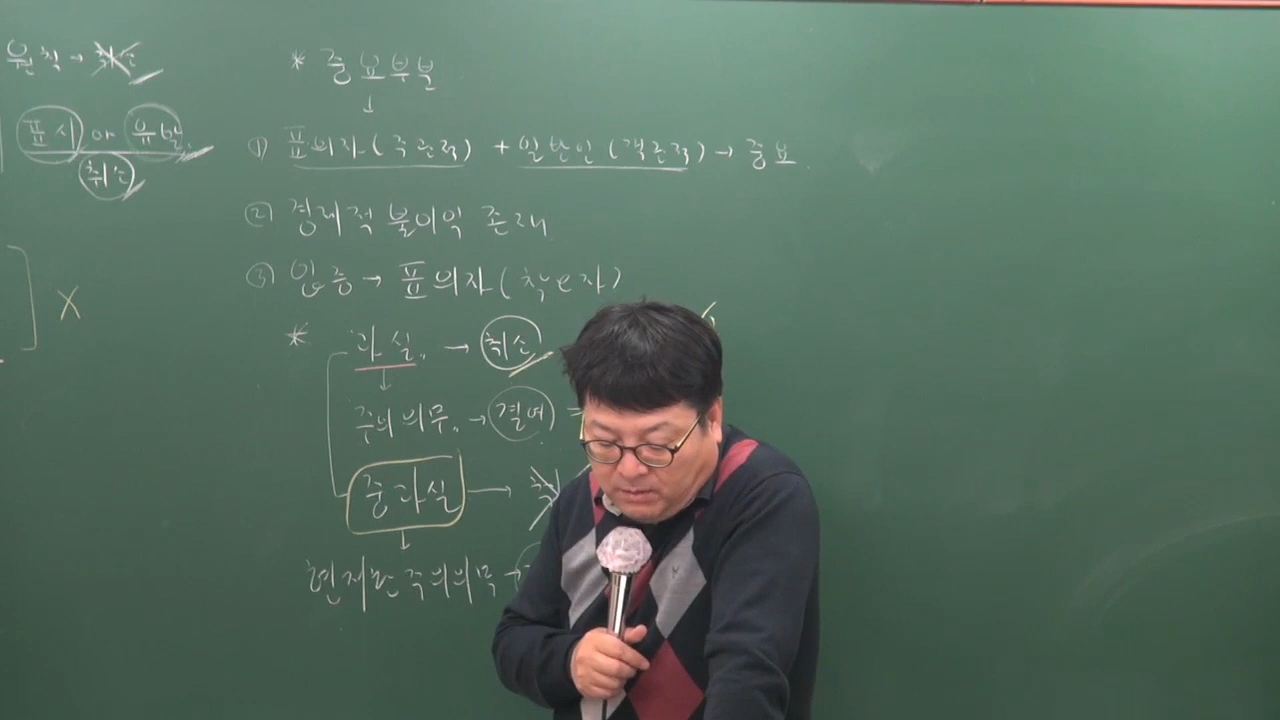 원칙→취소
표시 or 유발
취소
X
* 중요부분
↓
① 표의자(주관적) + 일반인(객관적)→중요
② 경제적 불이익 존재
③ 입증→표의자(착오자)
* 과실→취소
↓
주의의무→결여=
중과실→취
↓
현저한 주의의무→